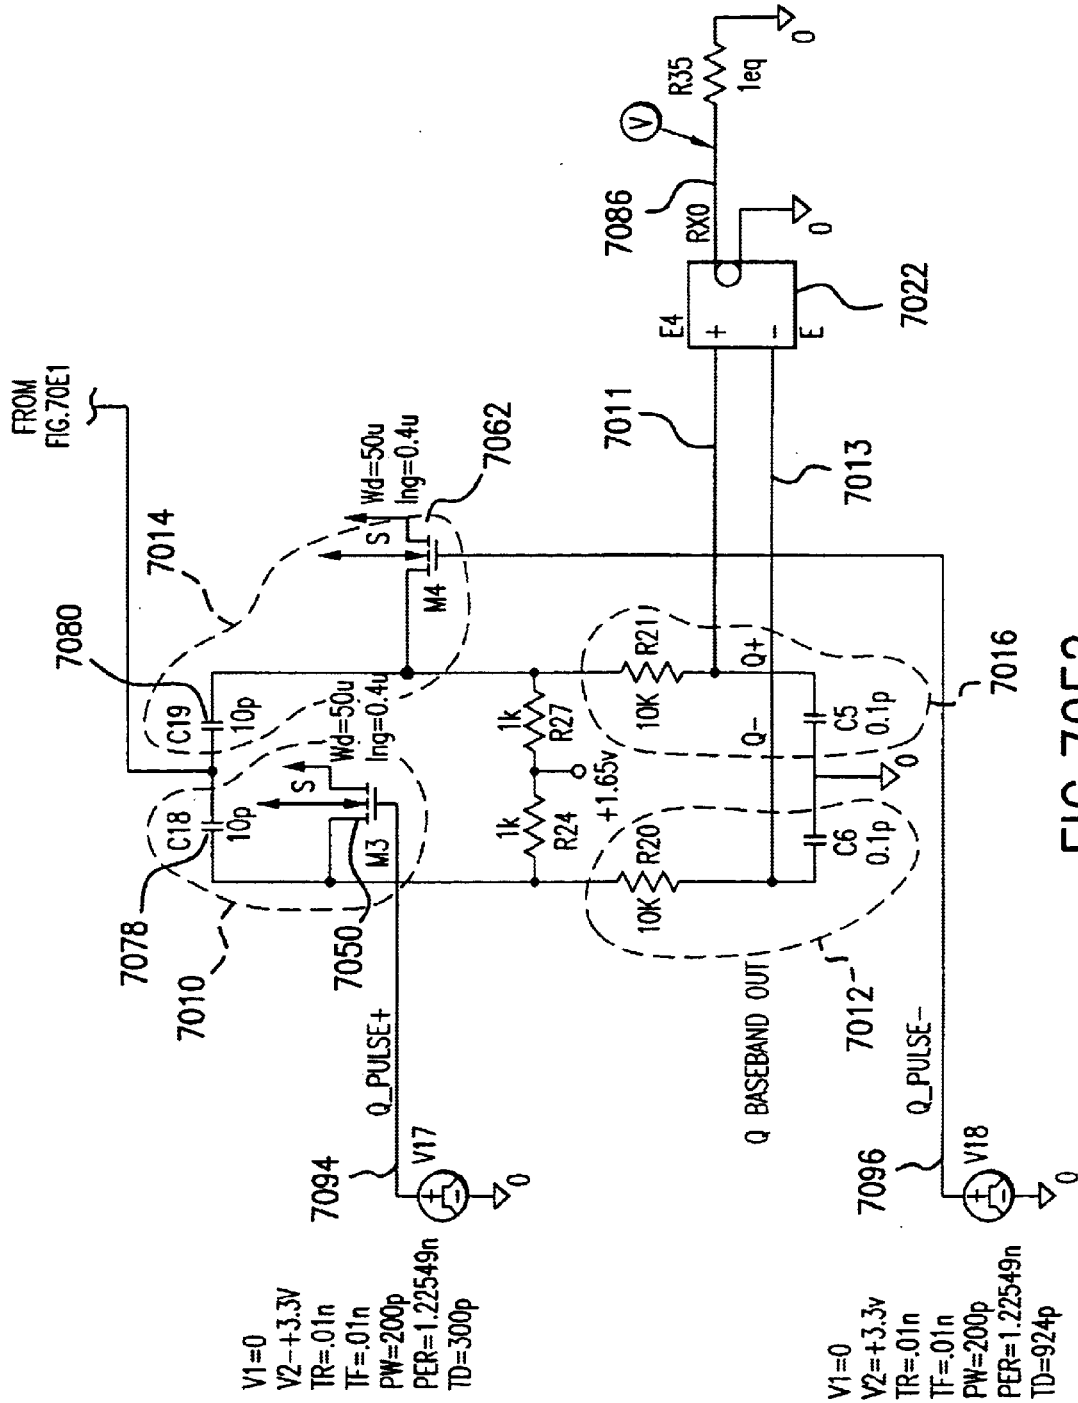 FROM
FIG.70E1
7014
7080
C19
10p
Wd=50u
lng=0.4u
7062
S
M4
7078
C18
10p
7010
Wd=50u
lng=0.4u
S
M3
7050
1k
R27
1k
R24
+1.65v
R21
10K
R20
10K
Q+
Q-
C5
0.1p
C6
0.1p
0
7016
7012
Q BASEBAND OUT
7011
7013
E4
+
-
E
7022
RX0
7086
V
R35
1eq
0
0
Q_PULSE+
7094
V17
+
-
0
V1=0
V2-+3.3V
TR=.01n
TF=.01n
PW=200p
PER=1.22549n
TD=300p
Q_PULSE-
7096
V18
+
-
0
V1=0
V2=+3.3v
TR=.01n
TF=.01n
PW=200p
PER=1.22549n
TD=924p